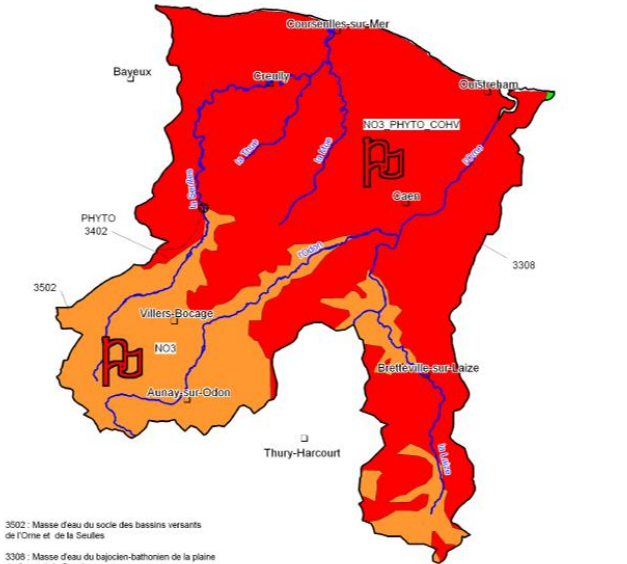 Courseulles-sur-Mer
Bayeux
Creully
Ouistreham
NO3_PHYTO_COHV
la Thue
la Mue
l'Orne
la Seulles
Caen
PHYTO
3402
l'Odon
3308
3502
Villers-Bocage
NO3
Bretteville-sur-Laize
Aunay-sur-Odon
Thury-Harcourt
la Laize
3502 : Masse d'eau du socle des bassins versants
de l'Orne et de la Seulles
3308 : Masse d'eau du bajocien-bathonien de la plaine